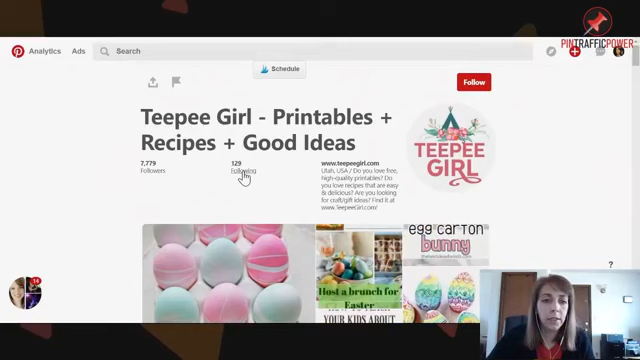 PINTRAFFICPOWER
Analytics
Ads
Search
Schedule
Follow
Teepee Girl - Printables +
Recipes + Good Ideas
TEEPEE
GIRL
7,779
Followers
129
Following
www.teepeegirl.com
Utah, USA / Do you love free,
high-quality printables? Do
you love recipes that are easy
& delicious? Are you looking
for craft/gift ideas? Find it at
www.TeepeeGirl.com!
egg carton
bunny
Host a brunch for
Easter
YOUR KIDS ABOUT
14
?